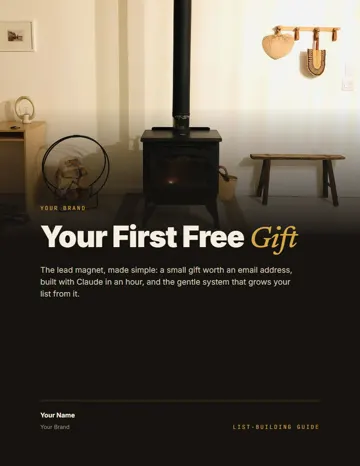 YOUR BRAND
Your First Free Gift
The lead magnet, made simple: a small gift worth an email address,
built with Claude in an hour, and the gentle system that grows your
list from it.
Your Name
Your Brand
LIST-BUILDING GUIDE